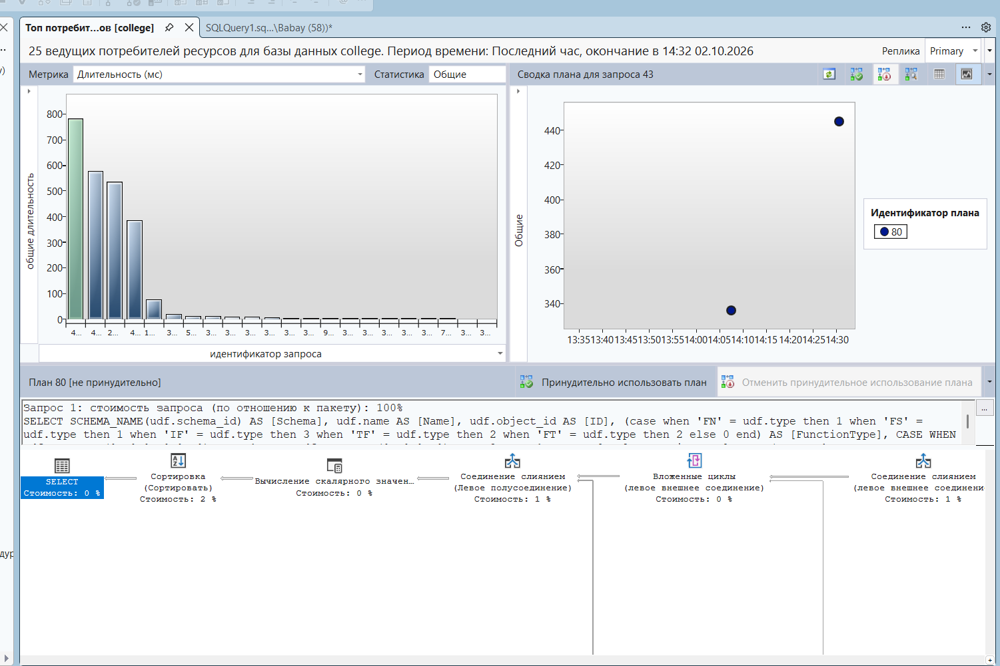 Топ потребит...ов [college]
SQLQuery1.sq...\Babay (58))*
25 ведущих потребителей ресурсов для базы данных college. Период времени: Последний час, окончание в 14:32 02.10.2026
Реплика
Primary
Метрика
Длительность (мс)
Статистика
Общие
Сводка плана для запроса 43
общие длительность
800
700
600
500
400
300
200
100
0
4... 4... 2... 4... 1... 3... 5... 3... 3... 3... 3... 3... 3... 9... 3... 3... 3... 3... 3... 7... 3... 3...
идентификатор запроса
Общие
440
420
400
380
360
340
13:35 13:40 13:45 13:50 13:55 14:00 14:05 14:10 14:15 14:20 14:25 14:30
Идентификатор плана
80
План 80 [не принудительно]
Принудительно использовать план
Отменить принудительное использование плана
Запрос 1: стоимость запроса (по отношению к пакету): 100%
SELECT SCHEMA_NAME(udf.schema_id) AS [Schema], udf.name AS [Name], udf.object_id AS [ID], (case when 'FN' = udf.type then 1 when 'FS' =
udf.type then 1 when 'IF' = udf.type then 3 when 'TF' = udf.type then 2 when 'FT' = udf.type then 2 else 0 end) AS [FunctionType], CASE WHEN
...
SELECT
Стоимость: 0 %
Сортировка
(Сортировать)
Стоимость: 2 %
Вычисление скалярного значен...
Стоимость: 0 %
Соединение слиянием
(Левое полусоединение)
Стоимость: 1 %
Вложенные циклы
(левое внешнее соединение)
Стоимость: 0 %
Соединение слиянием
(левое внешнее соединени
Стоимость: 1 %
дур